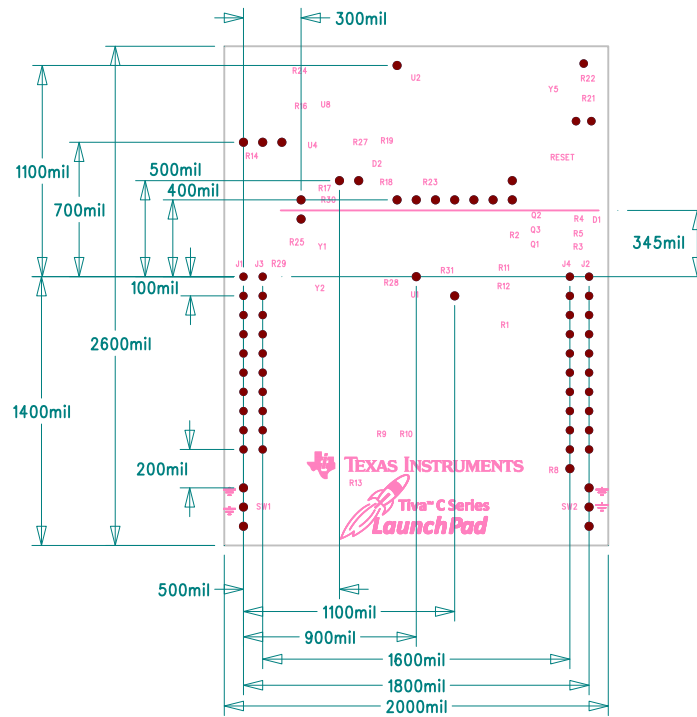 300mil
R24
U2
R22
Y5
R21
R16
U8
U4
R27
R19
R14
D2
RESET
1100mil
500mil
R17
R18
R23
700mil
400mil
R30
Q2
R4
D1
R2
Q3
R5
345mil
R25
Y1
Q1
R3
J1
J3
R29
R31
R11
J4
J2
100mil
Y2
R28
U1
R12
R1
2600mil
1400mil
R9
R10
200mil
TEXAS INSTRUMENTS
R8
R13
SW1
Tiva™ C Series
SW2
LaunchPad
500mil
1100mil
900mil
1600mil
1800mil
2000mil